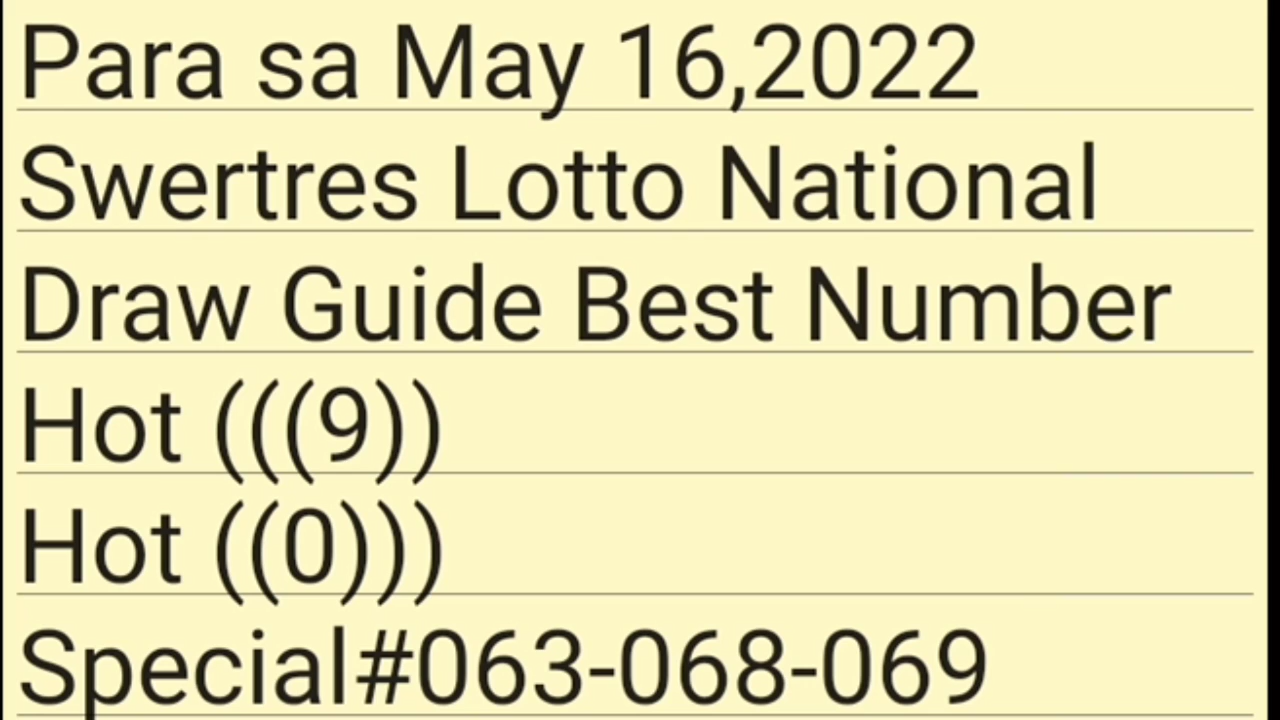 Para sa May 16,2022
Swertres Lotto National
Draw Guide Best Number
Hot (((9))
Hot ((0)))
Special#063-068-069